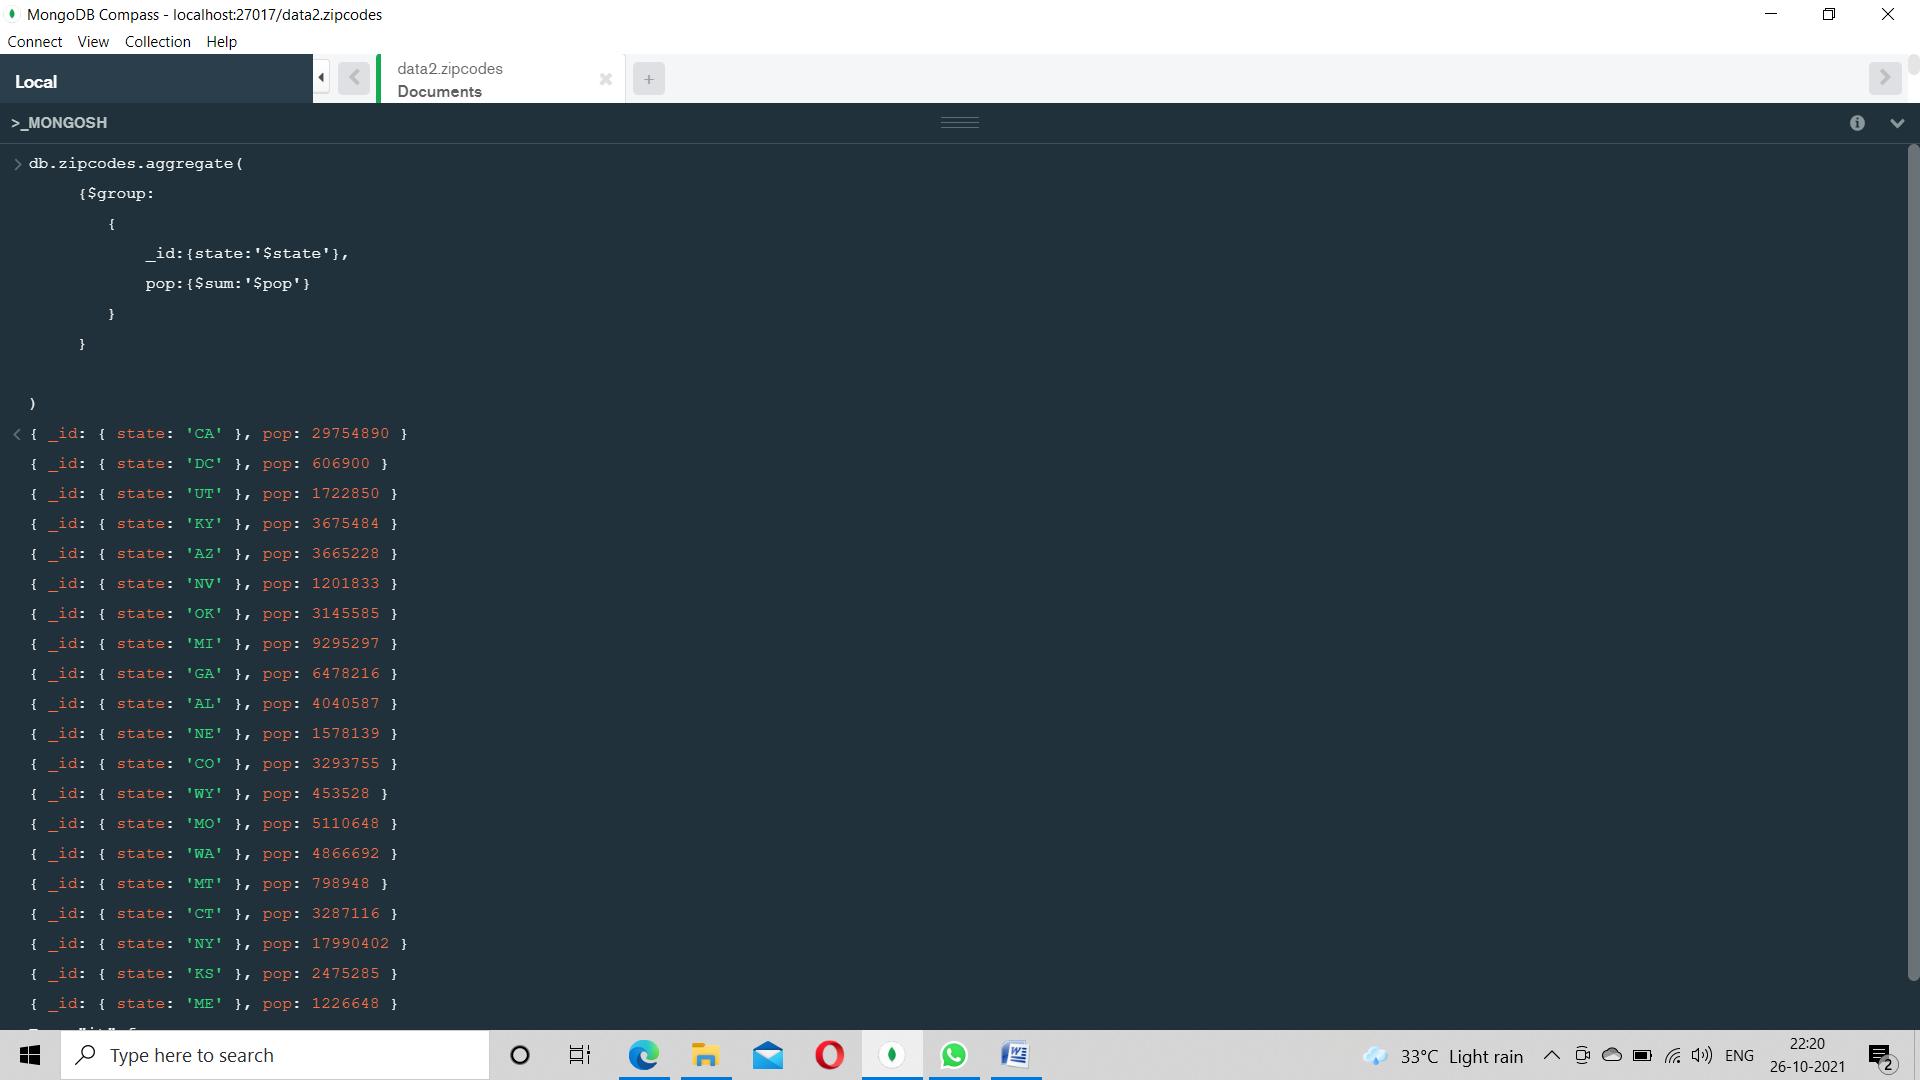 MongoDB Compass - localhost:27017/data2.zipcodes
Connect View Collection Help
Local
data2.zipcodes
Documents
>_MONGOSH
db.zipcodes.aggregate(
{$group:
{
_id:{state:'$state'},
pop:{$sum:'$pop'}
}
}
)
{ _id: { state: 'CA' }, pop: 29754890 }
{ _id: { state: 'DC' }, pop: 606900 }
{ _id: { state: 'UT' }, pop: 1722850 }
{ _id: { state: 'KY' }, pop: 3675484 }
{ _id: { state: 'AZ' }, pop: 3665228 }
{ _id: { state: 'NV' }, pop: 1201833 }
{ _id: { state: 'OK' }, pop: 3145585 }
{ _id: { state: 'MI' }, pop: 9295297 }
{ _id: { state: 'GA' }, pop: 6478216 }
{ _id: { state: 'AL' }, pop: 4040587 }
{ _id: { state: 'NE' }, pop: 1578139 }
{ _id: { state: 'CO' }, pop: 3293755 }
{ _id: { state: 'WY' }, pop: 453528 }
{ _id: { state: 'MO' }, pop: 5110648 }
{ _id: { state: 'WA' }, pop: 4866692 }
{ _id: { state: 'MT' }, pop: 798948 }
{ _id: { state: 'CT' }, pop: 3287116 }
{ _id: { state: 'NY' }, pop: 17990402 }
{ _id: { state: 'KS' }, pop: 2475285 }
{ _id: { state: 'ME' }, pop: 1226648 }
Type here to search
33°C Light rain
ENG
22:20
26-10-2021
2